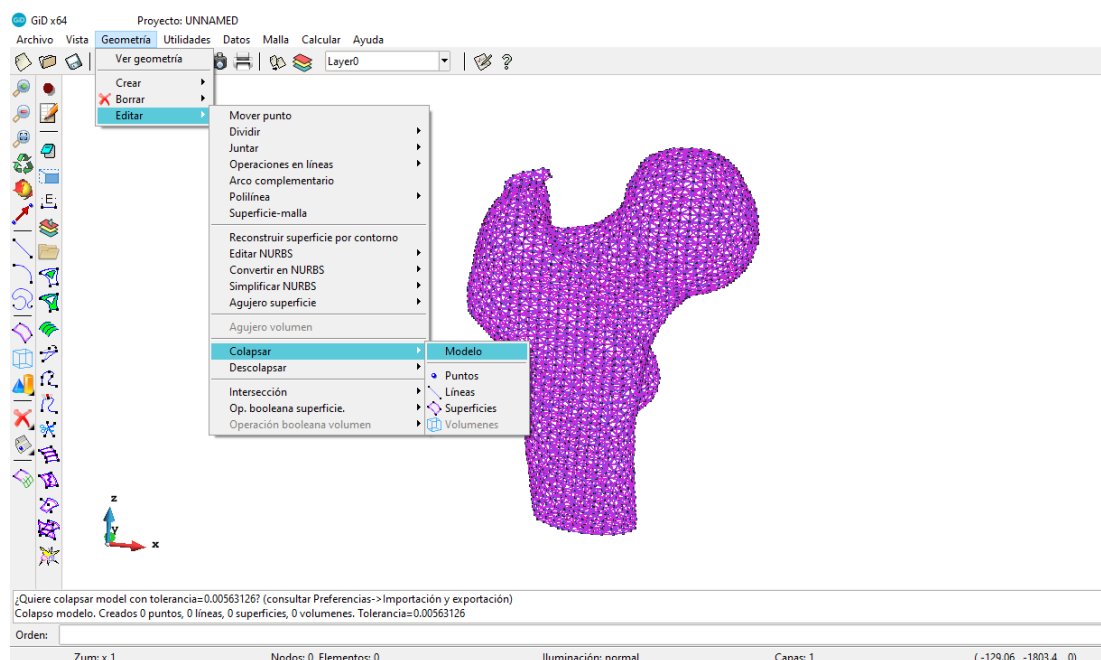 GiD x64 Proyecto: UNNAMED
Archivo Vista Geometría Utilidades Datos Malla Calcular Ayuda
Layer0
Ver geometría
Crear
Borrar
Editar
Mover punto
Dividir
Juntar
Operaciones en líneas
Arco complementario
Polilínea
Superficie-malla
Reconstruir superficie por contorno
Editar NURBS
Convertir en NURBS
Simplificar NURBS
Agujero superficie
Agujero volumen
Colapsar
Descolapsar
Intersección
Op. booleana superficie.
Operación booleana volumen
Modelo
Puntos
Líneas
Superficies
Volumenes
z
y
x
¿Quiere colapsar model con tolerancia=0.00563126? (consultar Preferencias->Importación y exportación)
Colapso modelo. Creados 0 puntos, 0 líneas, 0 superficies, 0 volumenes. Tolerancia=0.00563126
Orden:
Zum: x 1 Nodos: 0, Elementos: 0 Iluminación: normal Capas: 1 (-129.06, -1803.4, 0)